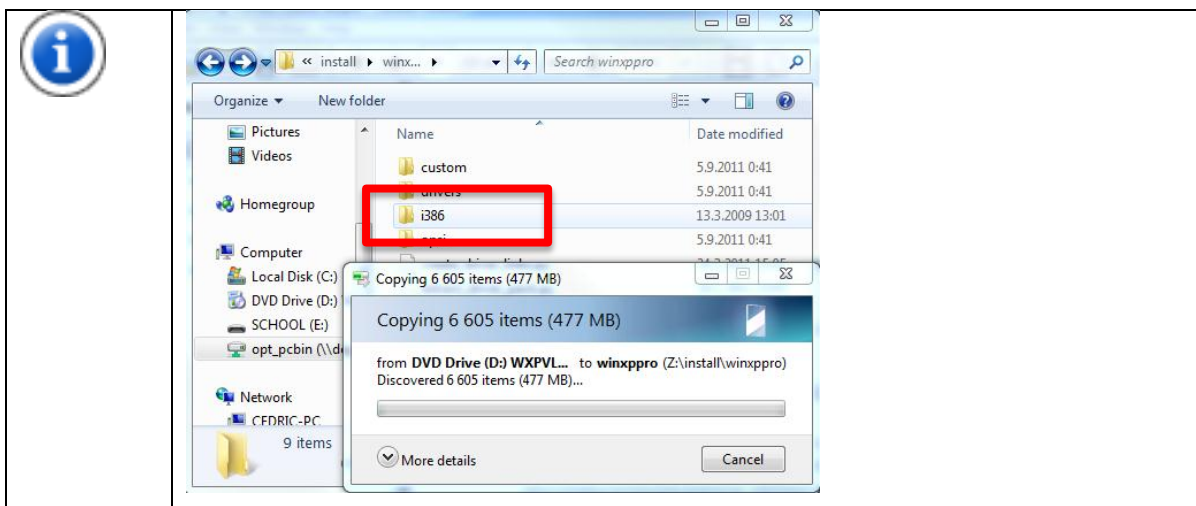 « install ▸ winx... ▸
Search winxppro
Organize ▾ New folder
Pictures
Videos
Homegroup
Computer
Local Disk (C:)
DVD Drive (D:)
SCHOOL (E:)
opt_pcbin (\\d
Network
CEDRIC-PC
Name Date modified
custom 5.9.2011 0:41
drivers 5.9.2011 0:41
i386 13.3.2009 13:01
opsi 5.9.2011 0:41
9 items
Copying 6 605 items (477 MB)
Copying 6 605 items (477 MB)
from DVD Drive (D:) WXPVL... to winxppro (Z:\install\winxppro)
Discovered 6 605 items (477 MB)...
More details
Cancel